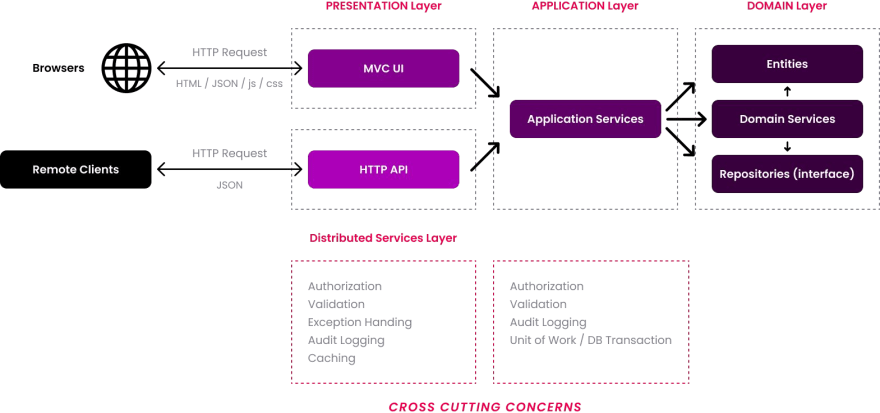 PRESENTATION Layer
APPLICATION Layer
DOMAIN Layer
Browsers
HTTP Request
HTML / JSON / js / css
MVC UI
Entities
Application Services
Domain Services
Remote Clients
HTTP Request
JSON
HTTP API
Repositories (interface)
Distributed Services Layer
Authorization
Validation
Exception Handing
Audit Logging
Caching
Authorization
Validation
Audit Logging
Unit of Work / DB Transaction
CROSS CUTTING CONCERNS